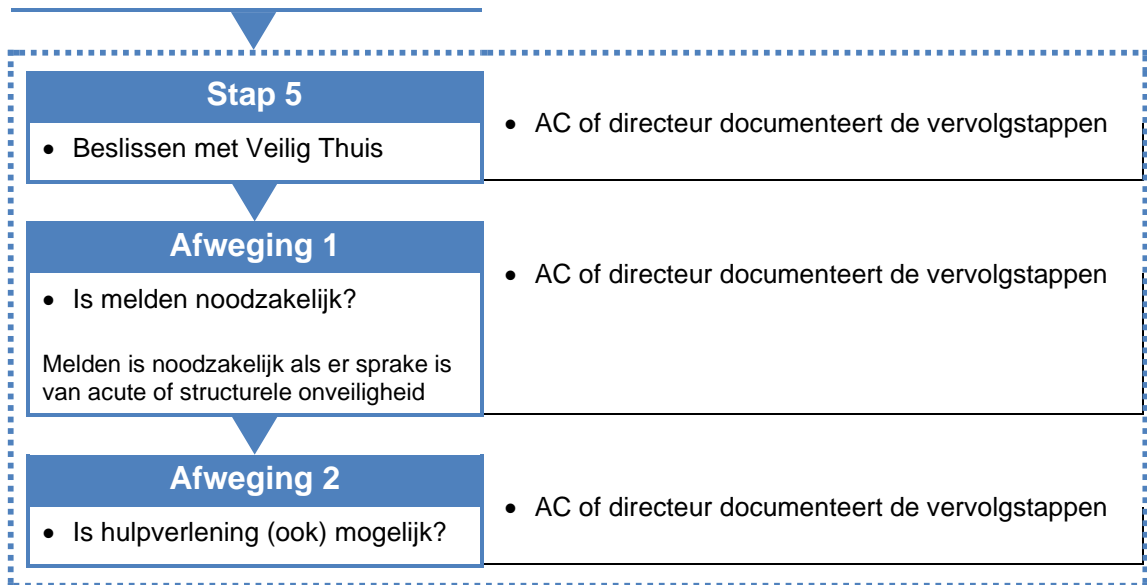 Stap 5
• Beslissen met Veilig Thuis
• AC of directeur documenteert de vervolgstappen
Afweging 1
• Is melden noodzakelijk?
Melden is noodzakelijk als er sprake is
van acute of structurele onveiligheid
• AC of directeur documenteert de vervolgstappen
Afweging 2
• Is hulpverlening (ook) mogelijk?
• AC of directeur documenteert de vervolgstappen